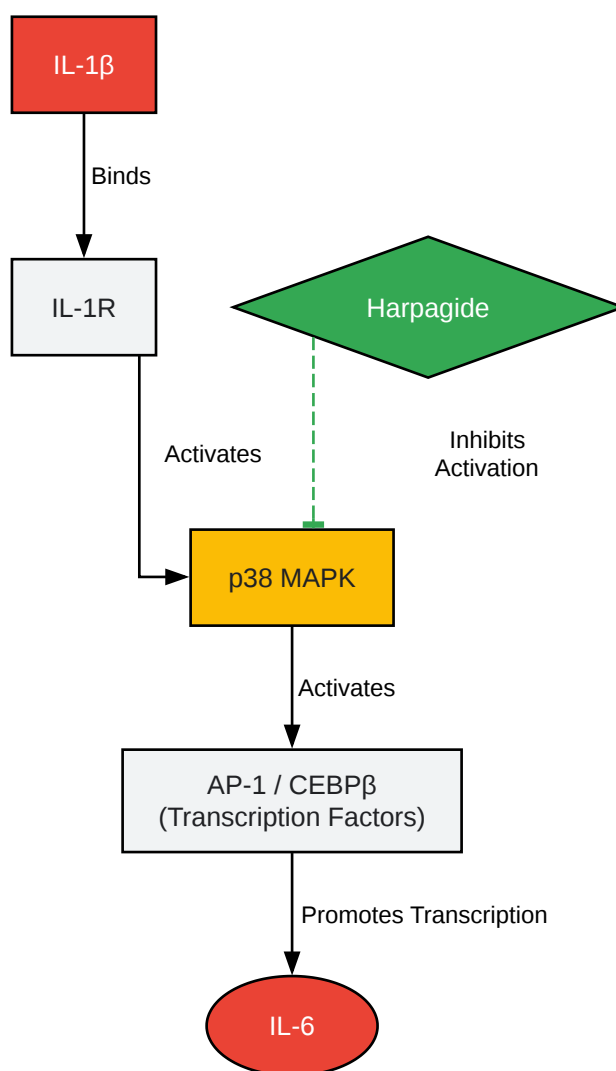 IL-1β
Binds
IL-1R
Harpagide
Activates
Inhibits
Activation
p38 MAPK
Activates
AP-1 / CEBPβ
(Transcription Factors)
Promotes Transcription
IL-6